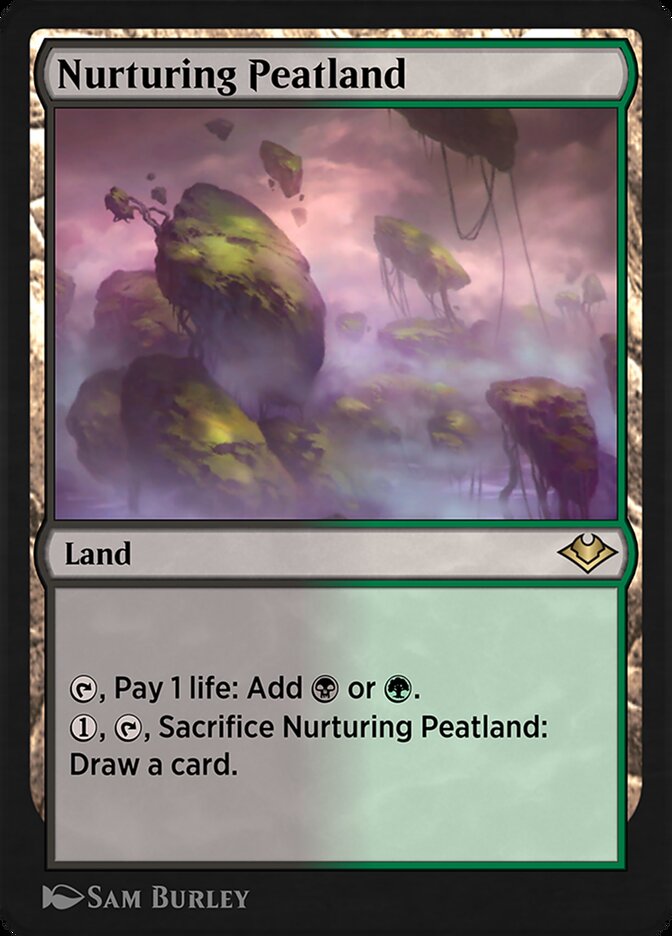 Nurturing Peatland
Land
, Pay 1 life: Add or .
1, , Sacrifice Nurturing Peatland:
Draw a card.
Sam Burley